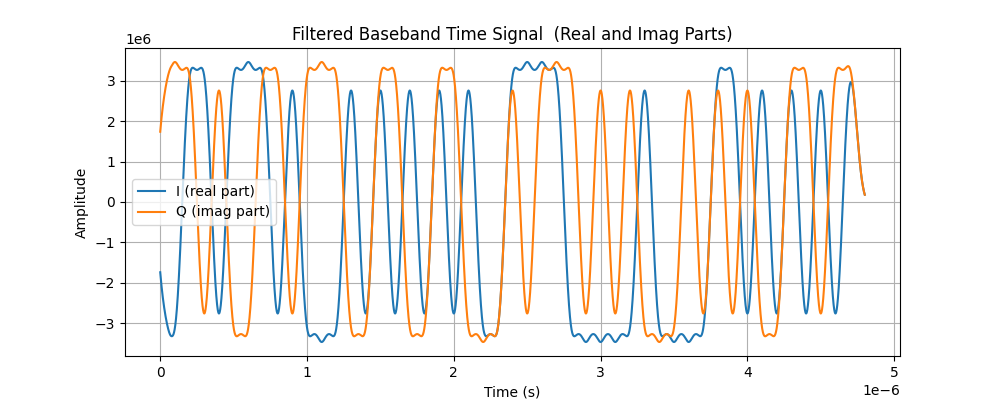 Filtered Baseband Time Signal  (Real and Imag Parts)
1e6
3
2
1
0
−1
−2
−3
Amplitude
I (real part)
Q (imag part)
0
1
2
3
4
5
1e−6
Time (s)